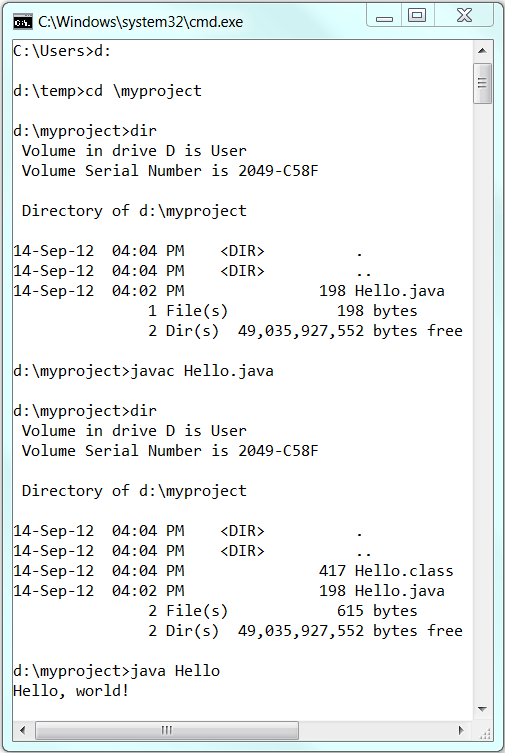 C:\Windows\system32\cmd.exe
C:\Users>d:
d:\temp>cd \myproject
d:\myproject>dir
 Volume in drive D is User
 Volume Serial Number is 2049-C58F
 Directory of d:\myproject
14-Sep-12  04:04 PM    <DIR>          .
14-Sep-12  04:04 PM    <DIR>          ..
14-Sep-12  04:02 PM               198 Hello.java
               1 File(s)            198 bytes
               2 Dir(s)  49,035,927,552 bytes free
d:\myproject>javac Hello.java
d:\myproject>dir
 Volume in drive D is User
 Volume Serial Number is 2049-C58F
 Directory of d:\myproject
14-Sep-12  04:04 PM    <DIR>          .
14-Sep-12  04:04 PM    <DIR>          ..
14-Sep-12  04:04 PM               417 Hello.class
14-Sep-12  04:02 PM               198 Hello.java
               2 File(s)            615 bytes
               2 Dir(s)  49,035,927,552 bytes free
d:\myproject>java Hello
Hello, world!